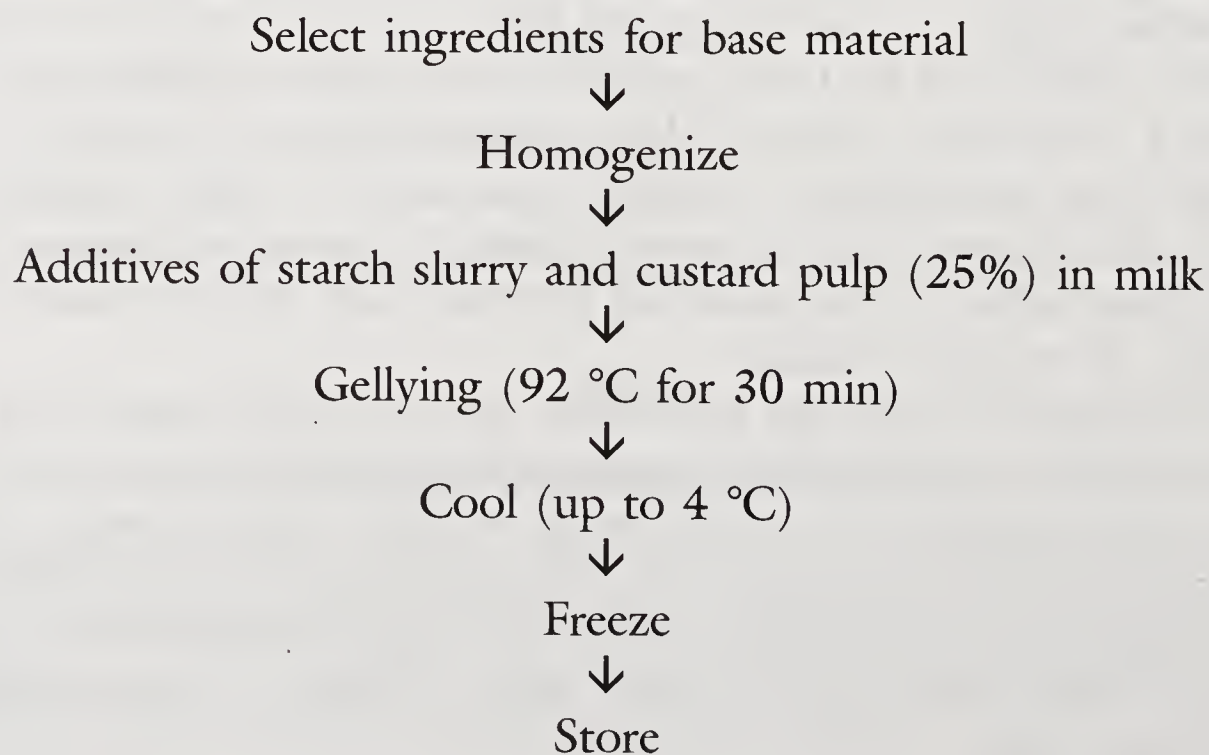 Select ingredients for base material
↓
Homogenize
↓
Additives of starch slurry and custard pulp (25%) in milk
↓
Gellying (92 °C for 30 min)
↓
Cool (up to 4 °C)
↓
Freeze
↓
Store